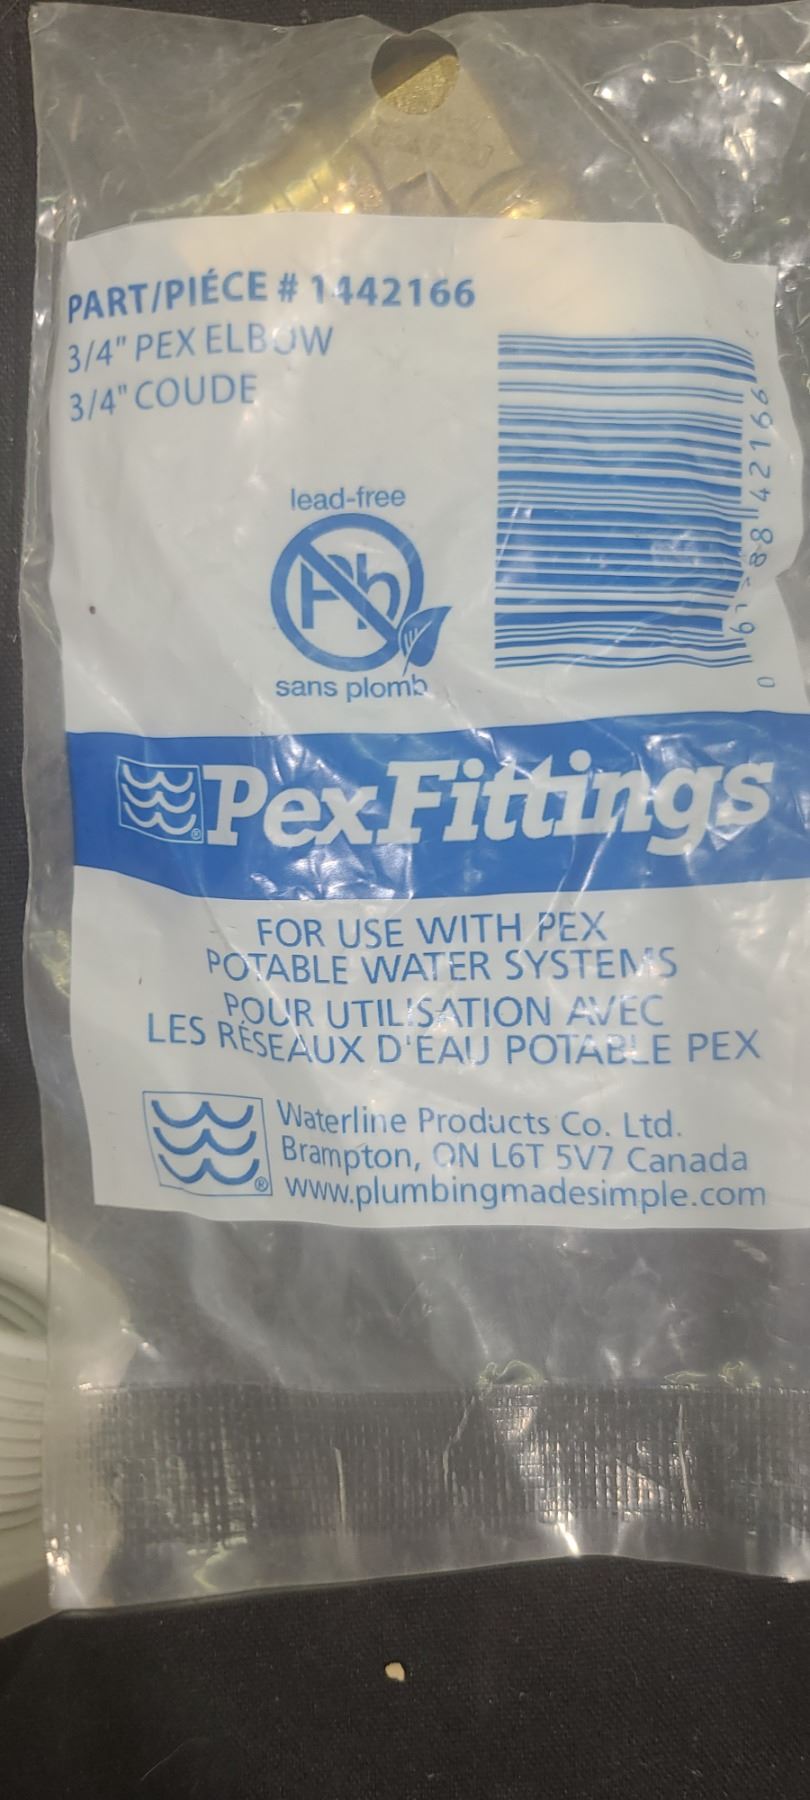 PART/PIÉCE # 1442166
3/4" PEX ELBOW
3/4" COUDE
lead-free
Pb
sans plomb
PexFittings
®
FOR USE WITH PEX
POTABLE WATER SYSTEMS
POUR UTILISATION AVEC
LES RÉSEAUX D'EAU POTABLE PEX
Waterline Products Co. Ltd.
Brampton, ON L6T 5V7 Canada
® www.plumbingmadesimple.com